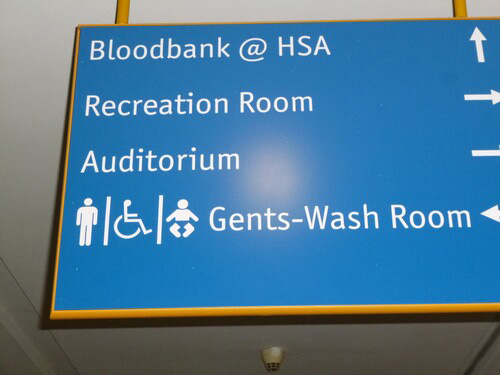 Bloodbank @ HSA
Recreation Room
Auditorium
Gents-Wash Room